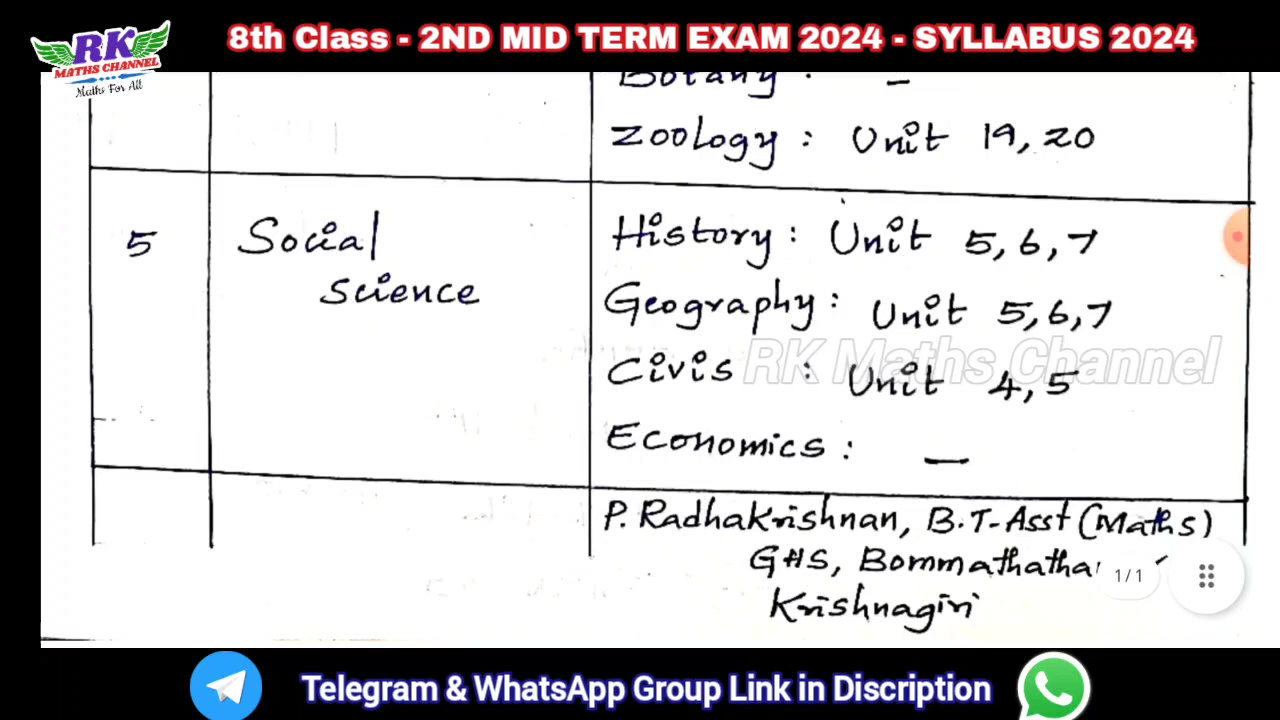 RK
MATHS CHANNEL
Maths For All
8th Class - 2ND MID TERM EXAM 2024 - SYLLABUS 2024
Botany : -
Zoology : Unit 19, 20
5 Social science
History : Unit 5, 6, 7
Geography : Unit 5, 6, 7
RK Maths Channel
Civis : Unit 4, 5
Economics : -
P. Radhakrishnan, B.T-Asst (Maths)
GHS,
Krishnagiri
1/1
Telegram & WhatsApp Group Link in Discription